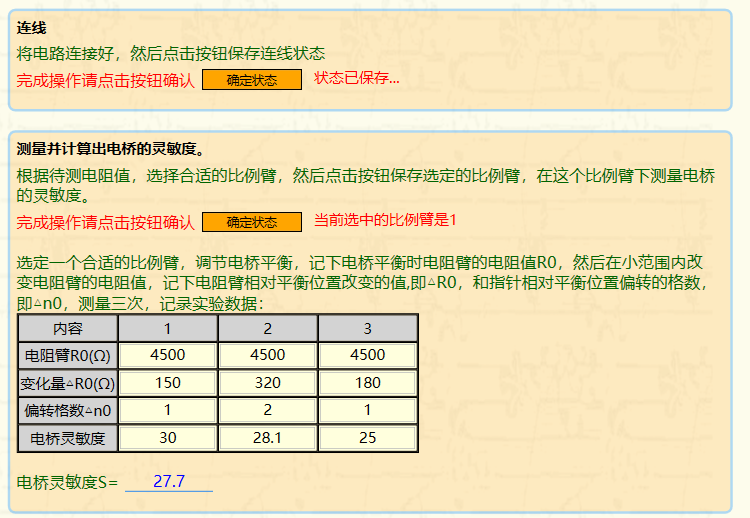 连线
将电路连接好，然后点击按钮保存连线状态
完成操作请点击按钮确认 确定状态 状态已保存...
测量并计算出电桥的灵敏度。
根据待测电阻值，选择合适的比例臂，然后点击按钮保存选定的比例臂，在这个比例臂下测量电桥
的灵敏度。
完成操作请点击按钮确认 确定状态 当前选中的比例臂是1
选定一个合适的比例臂，调节电桥平衡，记下电桥平衡时电阻臂的电阻值R0，然后在小范围内改
变电阻臂的电阻值，记下电阻臂相对平衡位置改变的值,即△R0，和指针相对平衡位置偏转的格数，
即△n0，测量三次，记录实验数据：
内容 1 2 3
电阻臂R0(Ω) 4500 4500 4500
变化量△R0(Ω) 150 320 180
偏转格数△n0 1 2 1
电桥灵敏度 30 28.1 25
电桥灵敏度S= 27.7